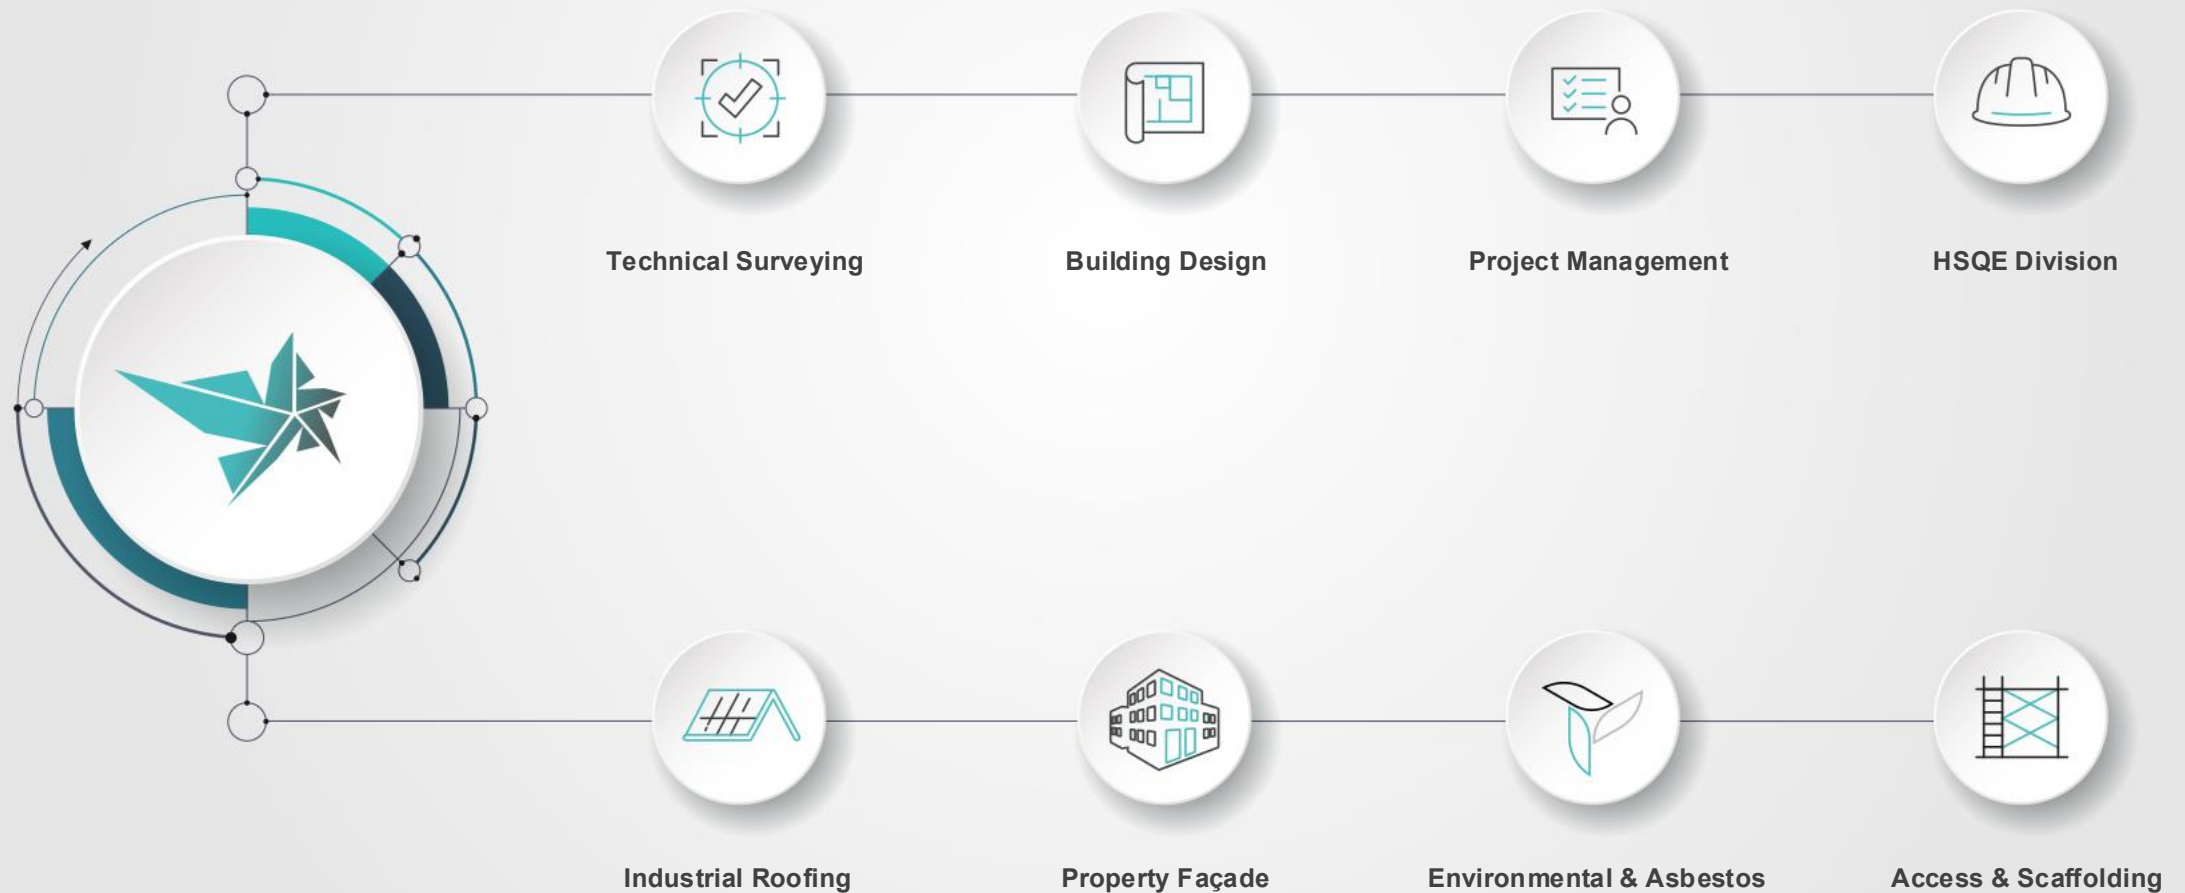 Technical Surveying
Building Design
Project Management
HSQE Division
Industrial Roofing
Property Façade
Environmental & Asbestos
Access & Scaffolding